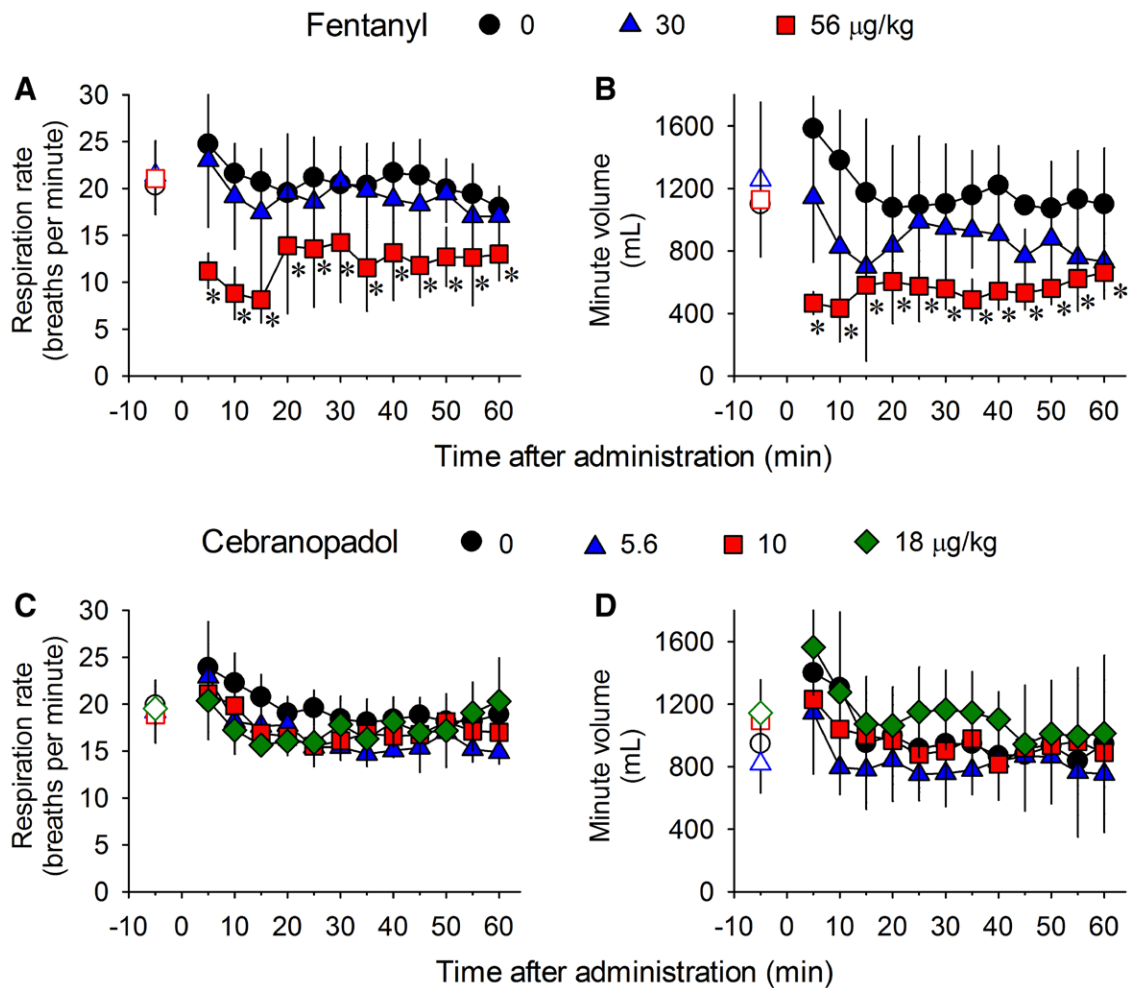 Fentanyl 0 30 56 µg/kg
A
Respiration rate
(breaths per minute)
30
25
20
15
10
5
0
-10 0 10 20 30 40 50 60
* * * * * * * * * * * *
B
Minute volume
(mL)
1600
1200
800
400
0
-10 0 10 20 30 40 50 60
* * * * * * * * * * * *
Time after administration (min)
Cebranopadol 0 5.6 10 18 µg/kg
C
Respiration rate
(breaths per minute)
30
25
20
15
10
5
0
-10 0 10 20 30 40 50 60
D
Minute volume
(mL)
1600
1200
800
400
0
-10 0 10 20 30 40 50 60
Time after administration (min)